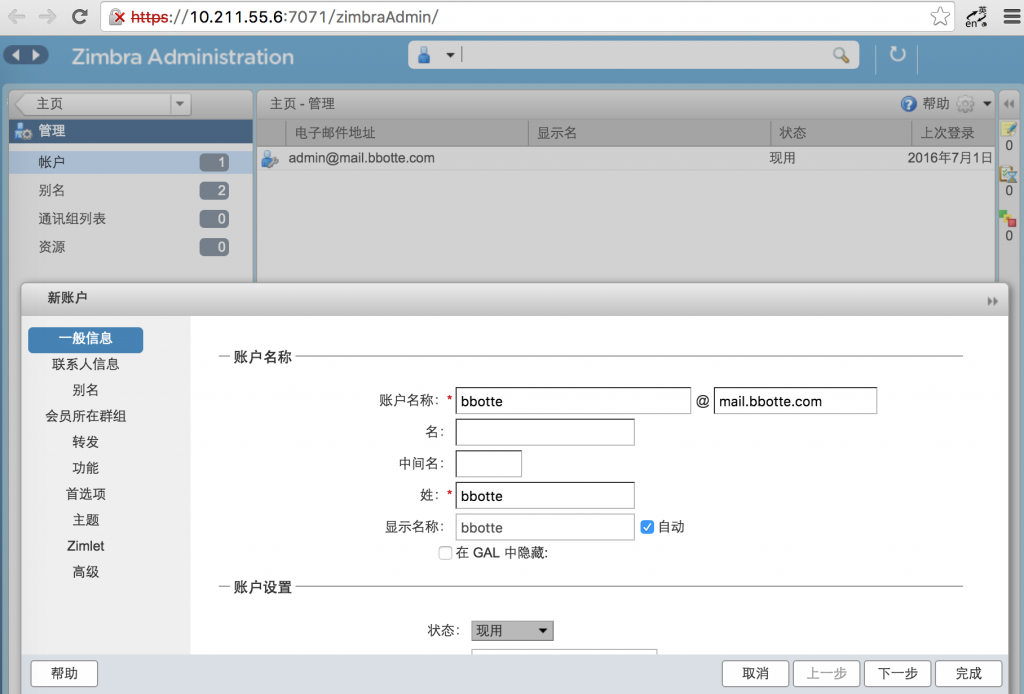 https://10.211.55.6:7071/zimbraAdmin/
英
en
Zimbra Administration
主页
主页 - 管理
帮助
管理
电子邮件地址 显示名 状态 上次登录
帐户 1
admin@mail.bbotte.com 现用 2016年7月1日
别名 2
通讯组列表 0
资源 0
0
0
0
新账户
一般信息
联系人信息
别名
会员所在群组
转发
功能
首选项
主题
Zimlet
高级
账户名称
账户名称: * bbotte @ mail.bbotte.com
名:
中间名:
姓: * bbotte
显示名称: bbotte 自动
在 GAL 中隐藏:
账户设置
状态: 现用
帮助 取消 上一步 下一步 完成